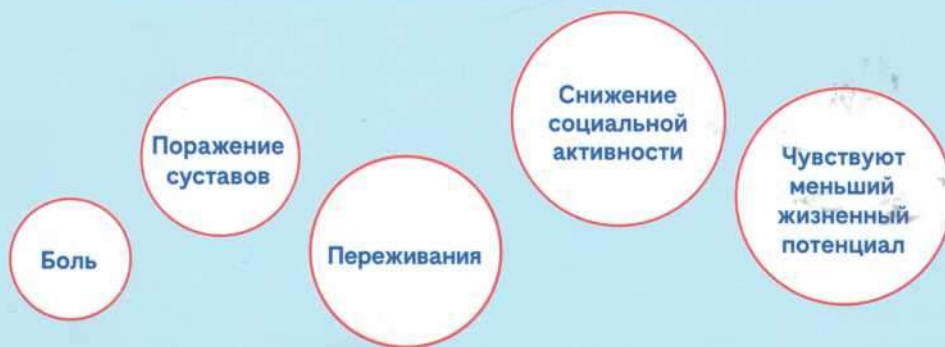 Боль
Поражение
суставов
Переживания
Снижение
социальной
активности
Чувствуют
меньший
жизненный
потенциал